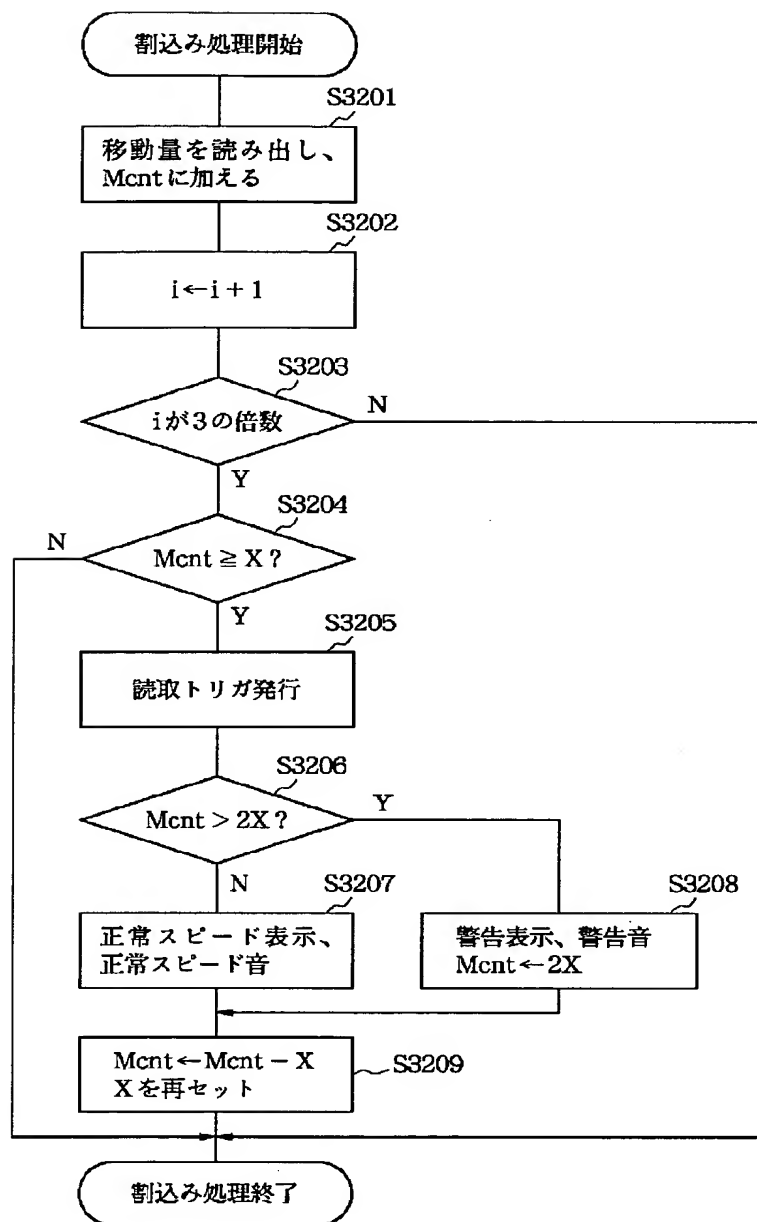 割込み処理開始
S3201
移動量を読み出し、
Mcntに加える
S3202
i←i+1
S3203
iが3の倍数
N
Y
S3204
N
Mcnt≧X?
Y
S3205
読取トリガ発行
S3206
Mcnt>2X?
Y
N
S3207
正常スピード表示、
正常スピード音
S3208
警告表示、警告音
Mcnt←2X
Mcnt←Mcnt−X
Xを再セット
S3209
割込み処理終了